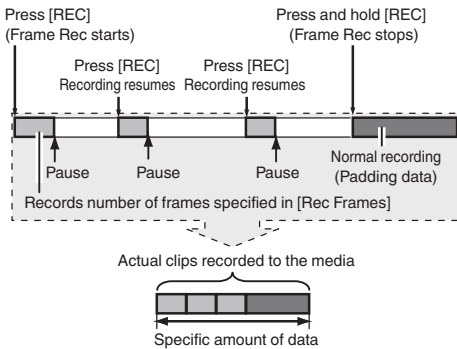 Press [REC]
(Frame Rec starts)
Press and hold [REC]
(Frame Rec stops)
Press [REC]
Recording resumes
Press [REC]
Recording resumes
Pause
Pause
Pause
Normal recording
(Padding data)
Records number of frames specified in [Rec Frames]
Actual clips recorded to the media
Specific amount of data